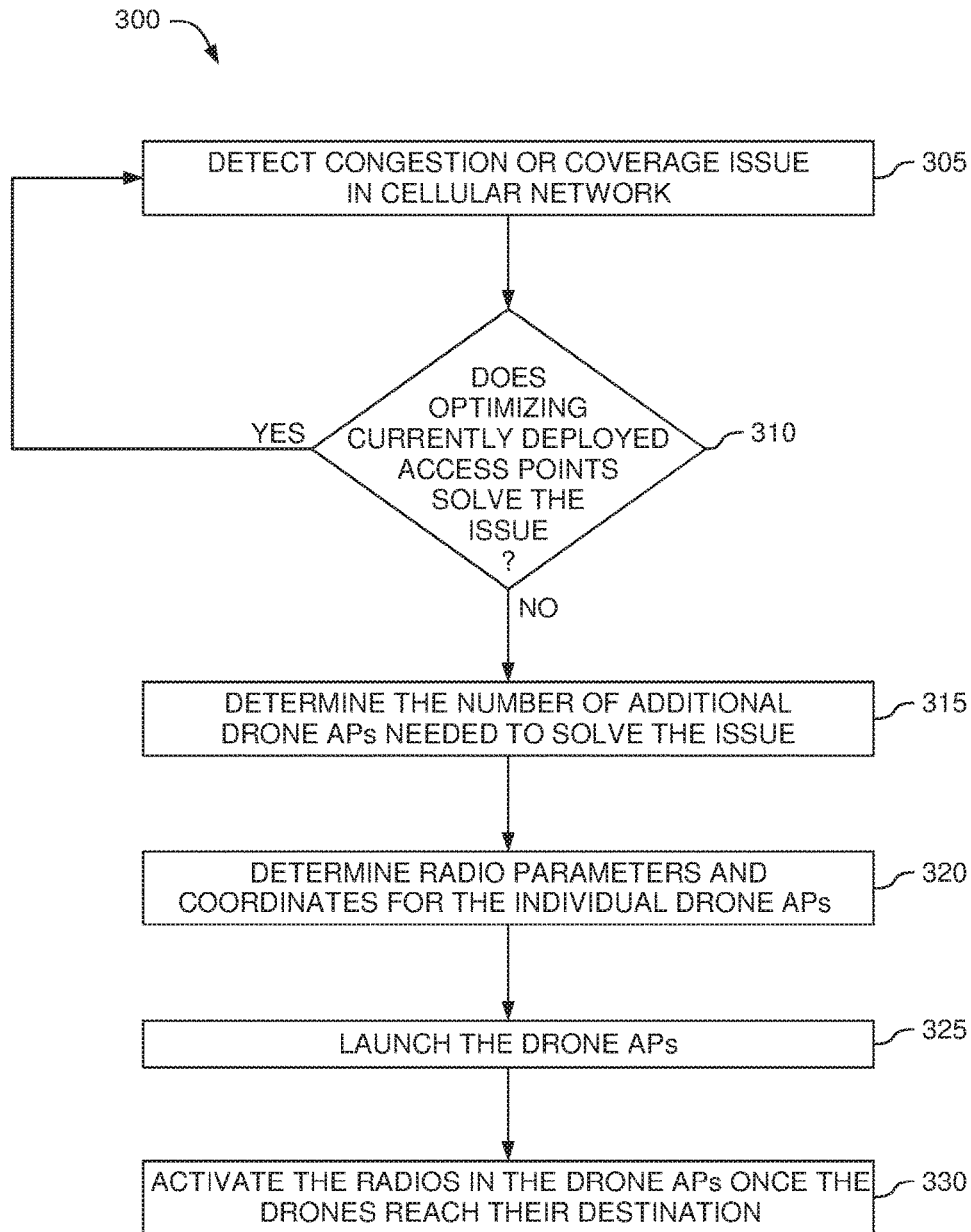 300
DETECT CONGESTION OR COVERAGE ISSUE
IN CELLULAR NETWORK
305
DOES
OPTIMIZING
CURRENTLY DEPLOYED
ACCESS POINTS
SOLVE THE
ISSUE
?
310
YES
NO
DETERMINE THE NUMBER OF ADDITIONAL
DRONE APs NEEDED TO SOLVE THE ISSUE
315
DETERMINE RADIO PARAMETERS AND
COORDINATES FOR THE INDIVIDUAL DRONE APs
320
LAUNCH THE DRONE APs
325
ACTIVATE THE RADIOS IN THE DRONE APs ONCE THE
DRONES REACH THEIR DESTINATION
330